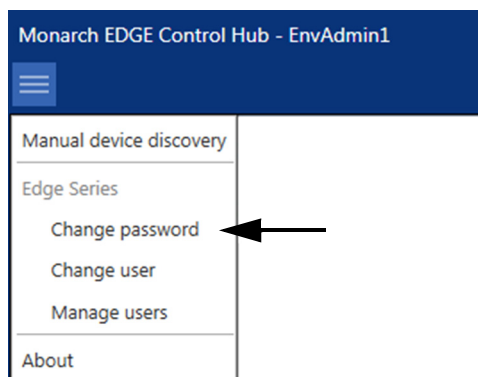 Monarch EDGE Control Hub - EnvAdmin1
Manual device discovery
Edge Series
Change password
Change user
Manage users
About